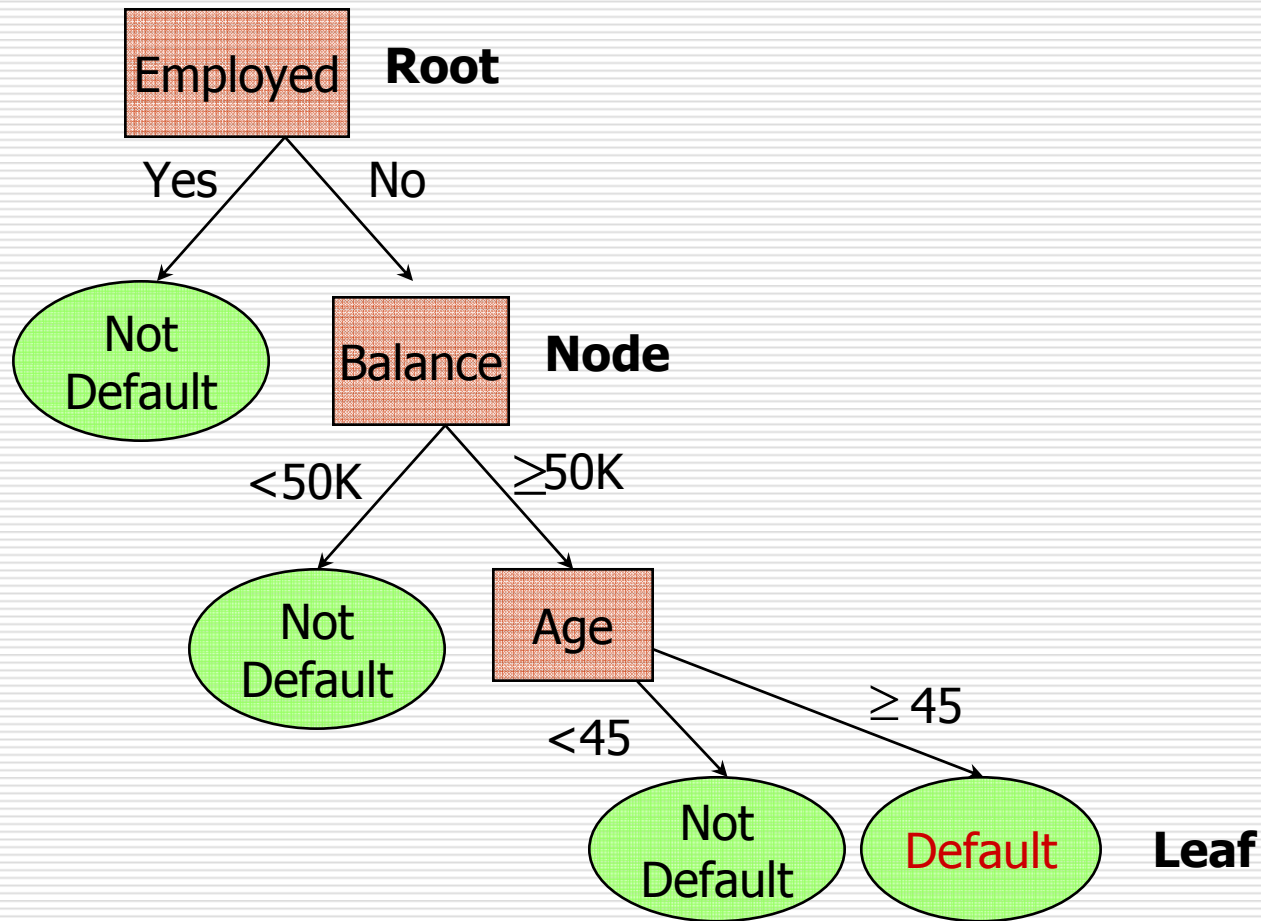 Employed
Root
Yes
No
Not
Default
Balance
Node
<50K
≥50K
Not
Default
Age
<45
≥ 45
Not
Default
Default
Leaf